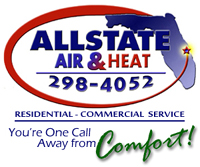 ALLSTATE
AIR & HEAT
298-4052
RESIDENTIAL - COMMERCIAL SERVICE
You're One Call
Away from Comfort!